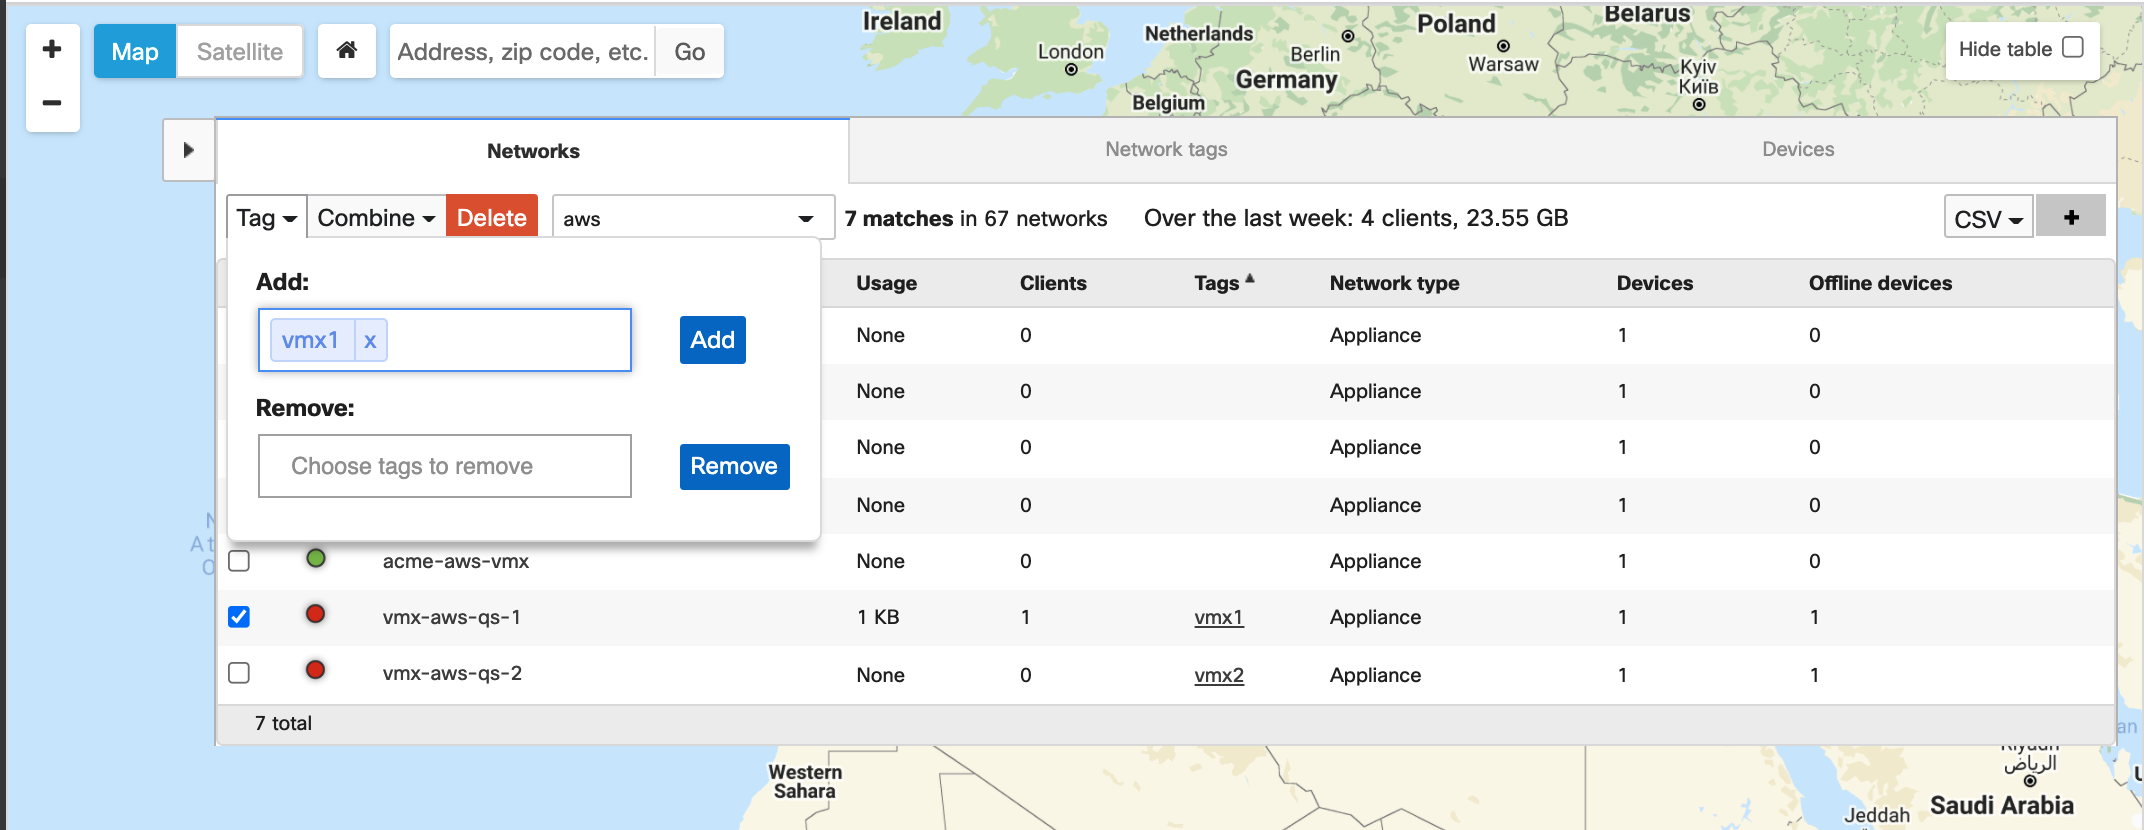 Ireland
Netherlands
Poland
Belarus
London
Berlin
Warsaw
Germany
Belgium
Kyiv
Київ
+
−
Map
Satellite
Address, zip code, etc.
Go
Hide table
Networks
Network tags
Devices
Tag
Combine
Delete
aws
7 matches in 67 networks
Over the last week: 4 clients, 23.55 GB
CSV
+
Usage
Clients
Tags
Network type
Devices
Offline devices
Add:
vmx1 x
Add
Remove:
Choose tags to remove
Remove
None 0 Appliance 1 0
None 0 Appliance 1 0
None 0 Appliance 1 0
None 0 Appliance 1 0
acme-aws-vmx None 0 Appliance 1 0
vmx-aws-qs-1 1 KB 1 vmx1 Appliance 1 1
vmx-aws-qs-2 None 0 vmx2 Appliance 1 1
7 total
Western
Sahara
Riyadh
الرياض
Jeddah
Saudi Arabia